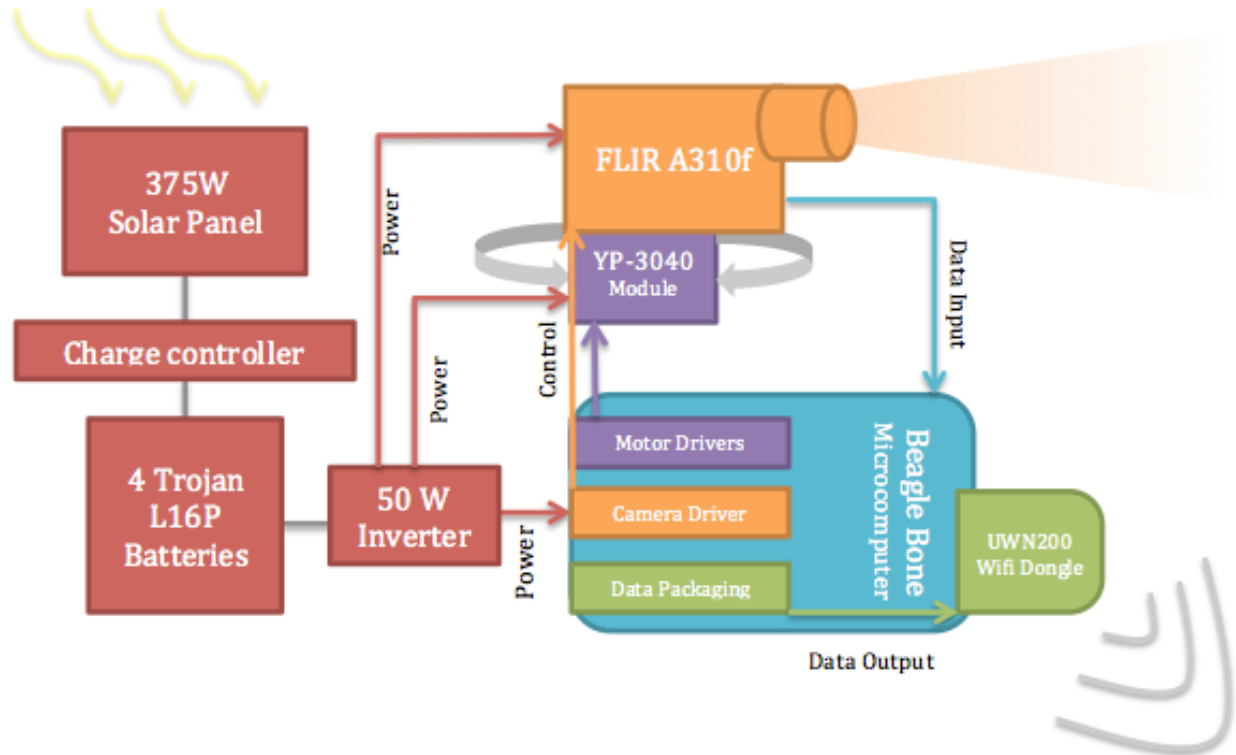 375W
Solar Panel
Charge controller
4 Trojan
L16P
Batteries
50 W
Inverter
Power
Power
Power
Control
FLIR A310f
YP-3040
Module
Data Input
Motor Drivers
Camera Driver
Data Packaging
Beagle Bone
Microcomputer
UWN200
Wifi Dongle
Data Output